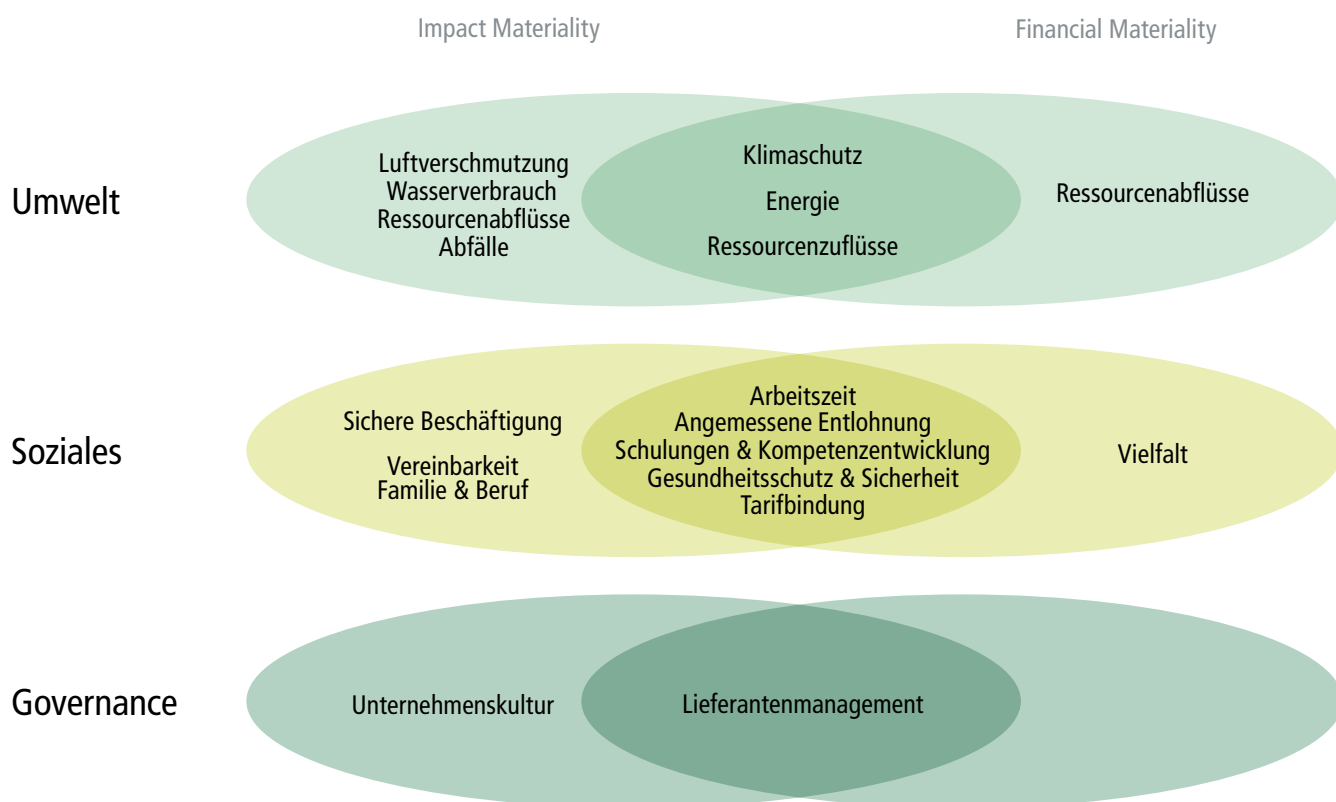 Impact Materiality
Financial Materiality
Umwelt
Luftverschmutzung
Wasserverbrauch
Ressourcenabflüsse
Abfälle
Klimaschutz
Energie
Ressourcenzuflüsse
Ressourcenabflüsse
Soziales
Sichere Beschäftigung
Vereinbarkeit
Familie & Beruf
Arbeitszeit
Angemessene Entlohnung
Schulungen & Kompetenzentwicklung
Gesundheitsschutz & Sicherheit
Tarifbindung
Vielfalt
Governance
Unternehmenskultur
Lieferantenmanagement